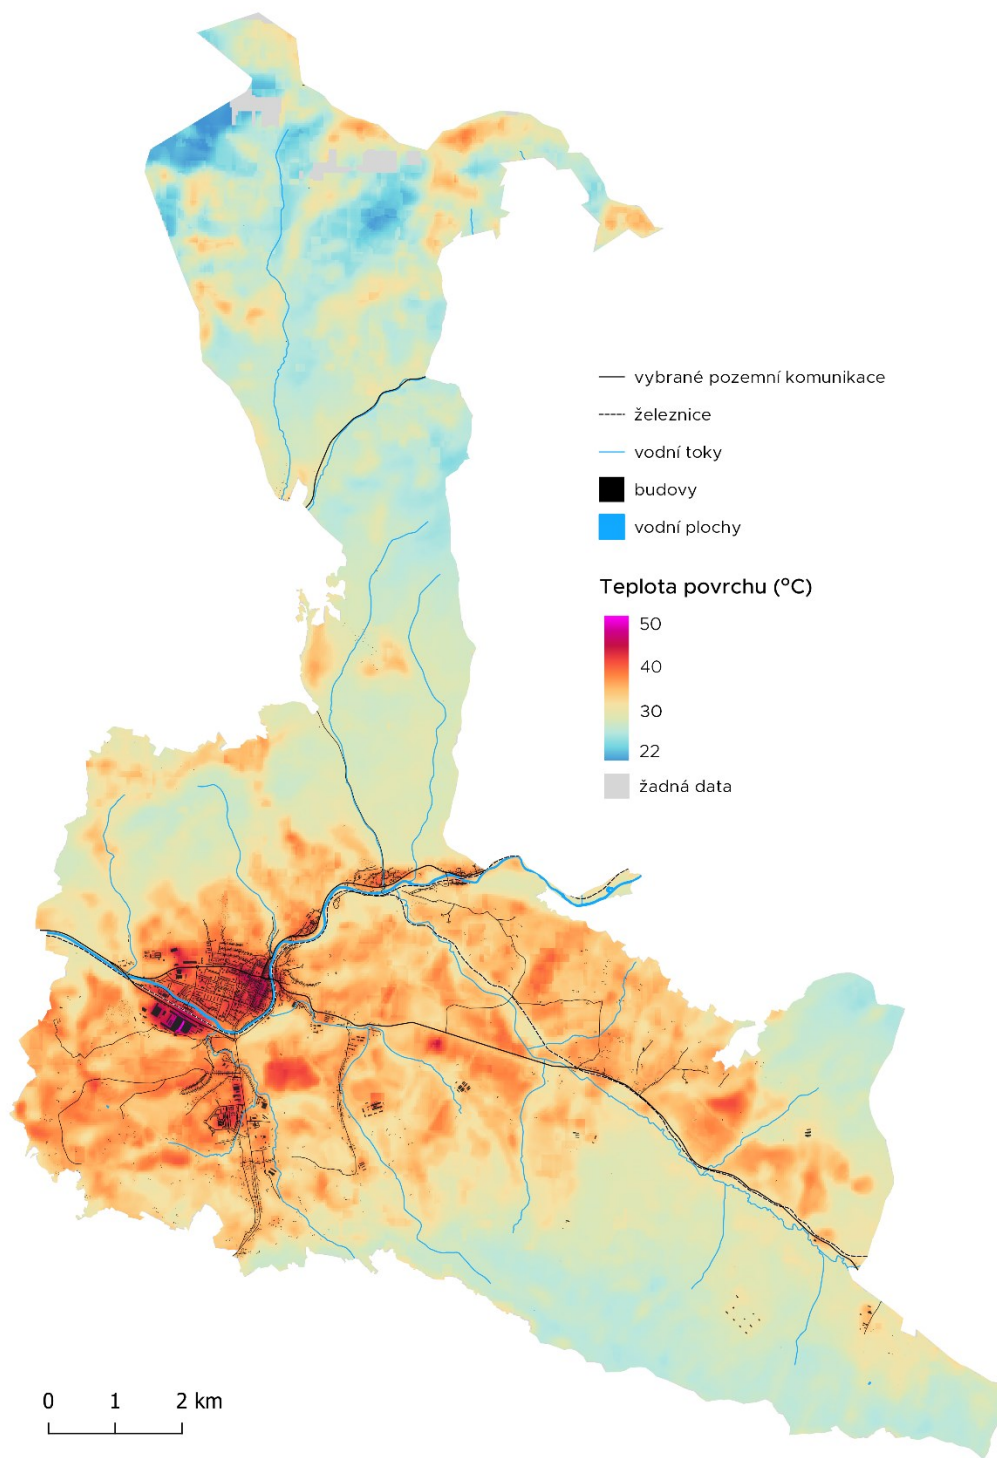 vybrané pozemní komunikace
železnice
vodní toky
budovy
vodní plochy
Teplota povrchu (°C)
50
40
30
22
žadná data
0 1 2 km